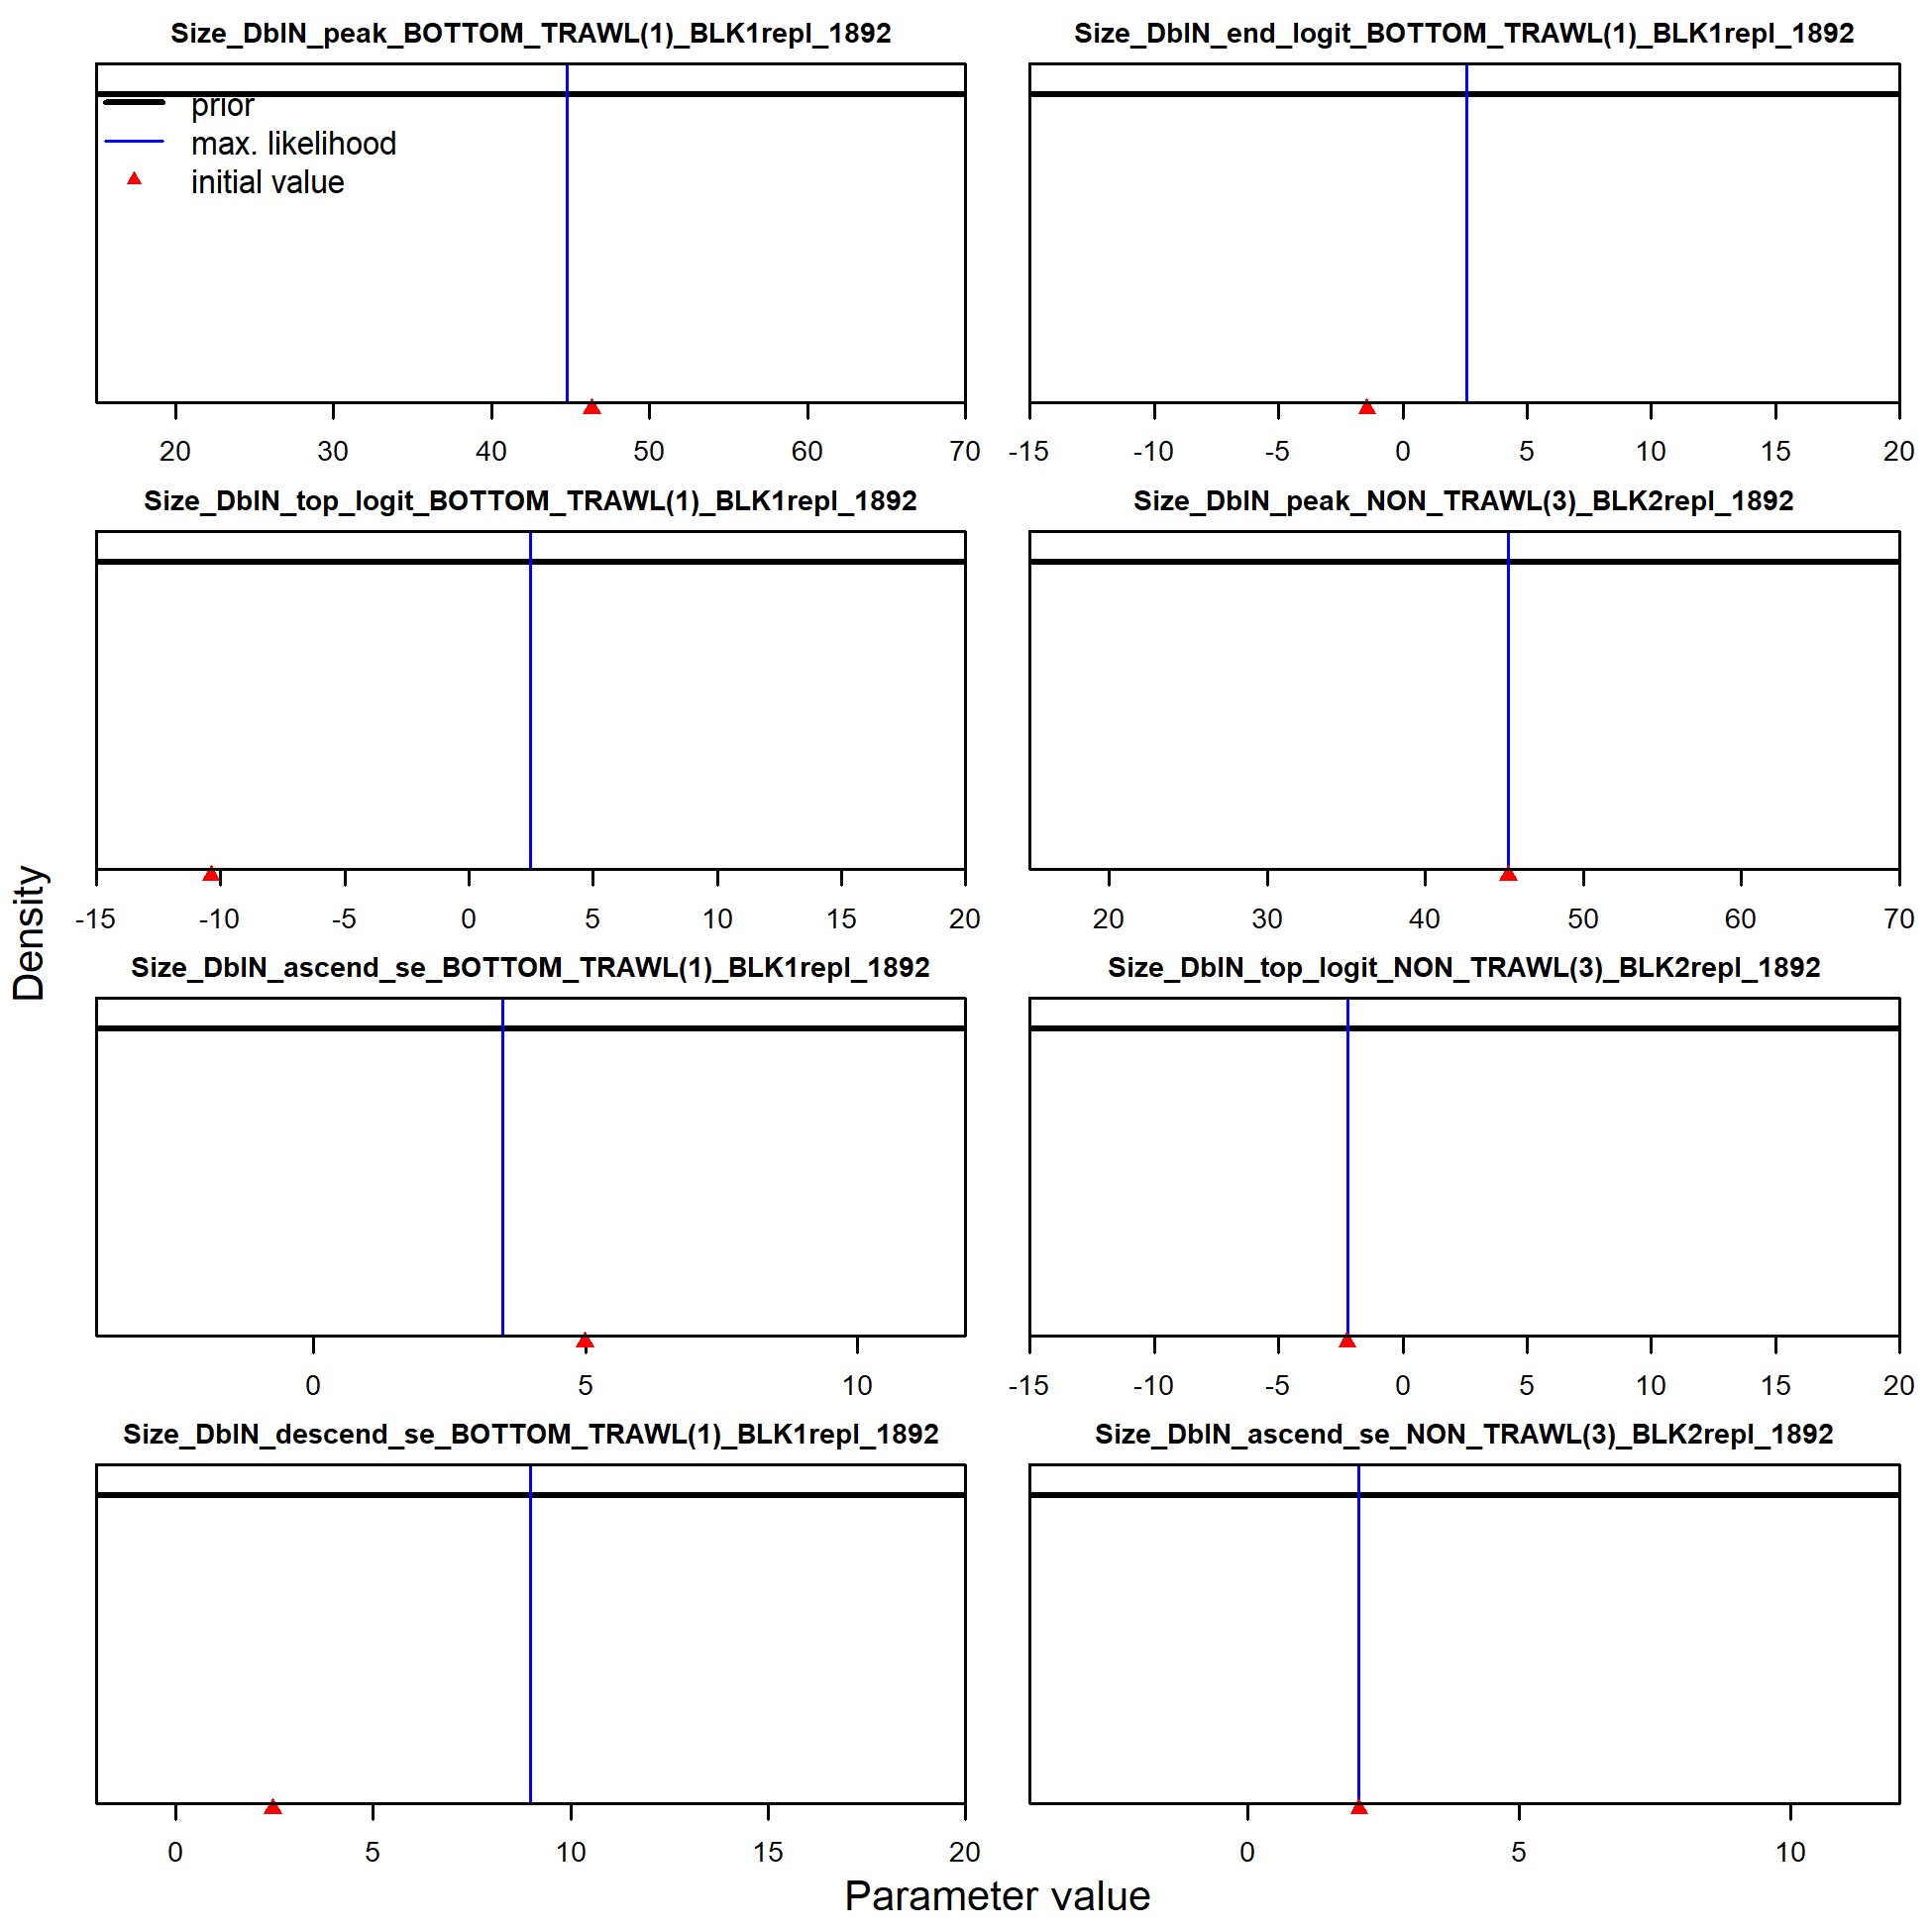 Size_DblN_peak_BOTTOM_TRAWL(1)_BLK1repl_1892
prior
max. likelihood
initial value
20 30 40 50 60 70
Size_DblN_end_logit_BOTTOM_TRAWL(1)_BLK1repl_1892
-15 -10 -5 0 5 10 15 20
Size_DblN_top_logit_BOTTOM_TRAWL(1)_BLK1repl_1892
-15 -10 -5 0 5 10 15 20
Size_DblN_peak_NON_TRAWL(3)_BLK2repl_1892
20 30 40 50 60 70
Size_DblN_ascend_se_BOTTOM_TRAWL(1)_BLK1repl_1892
0 5 10
Size_DblN_top_logit_NON_TRAWL(3)_BLK2repl_1892
-15 -10 -5 0 5 10 15 20
Size_DblN_descend_se_BOTTOM_TRAWL(1)_BLK1repl_1892
0 5 10 15 20
Size_DblN_ascend_se_NON_TRAWL(3)_BLK2repl_1892
0 5 10
Density
Parameter value